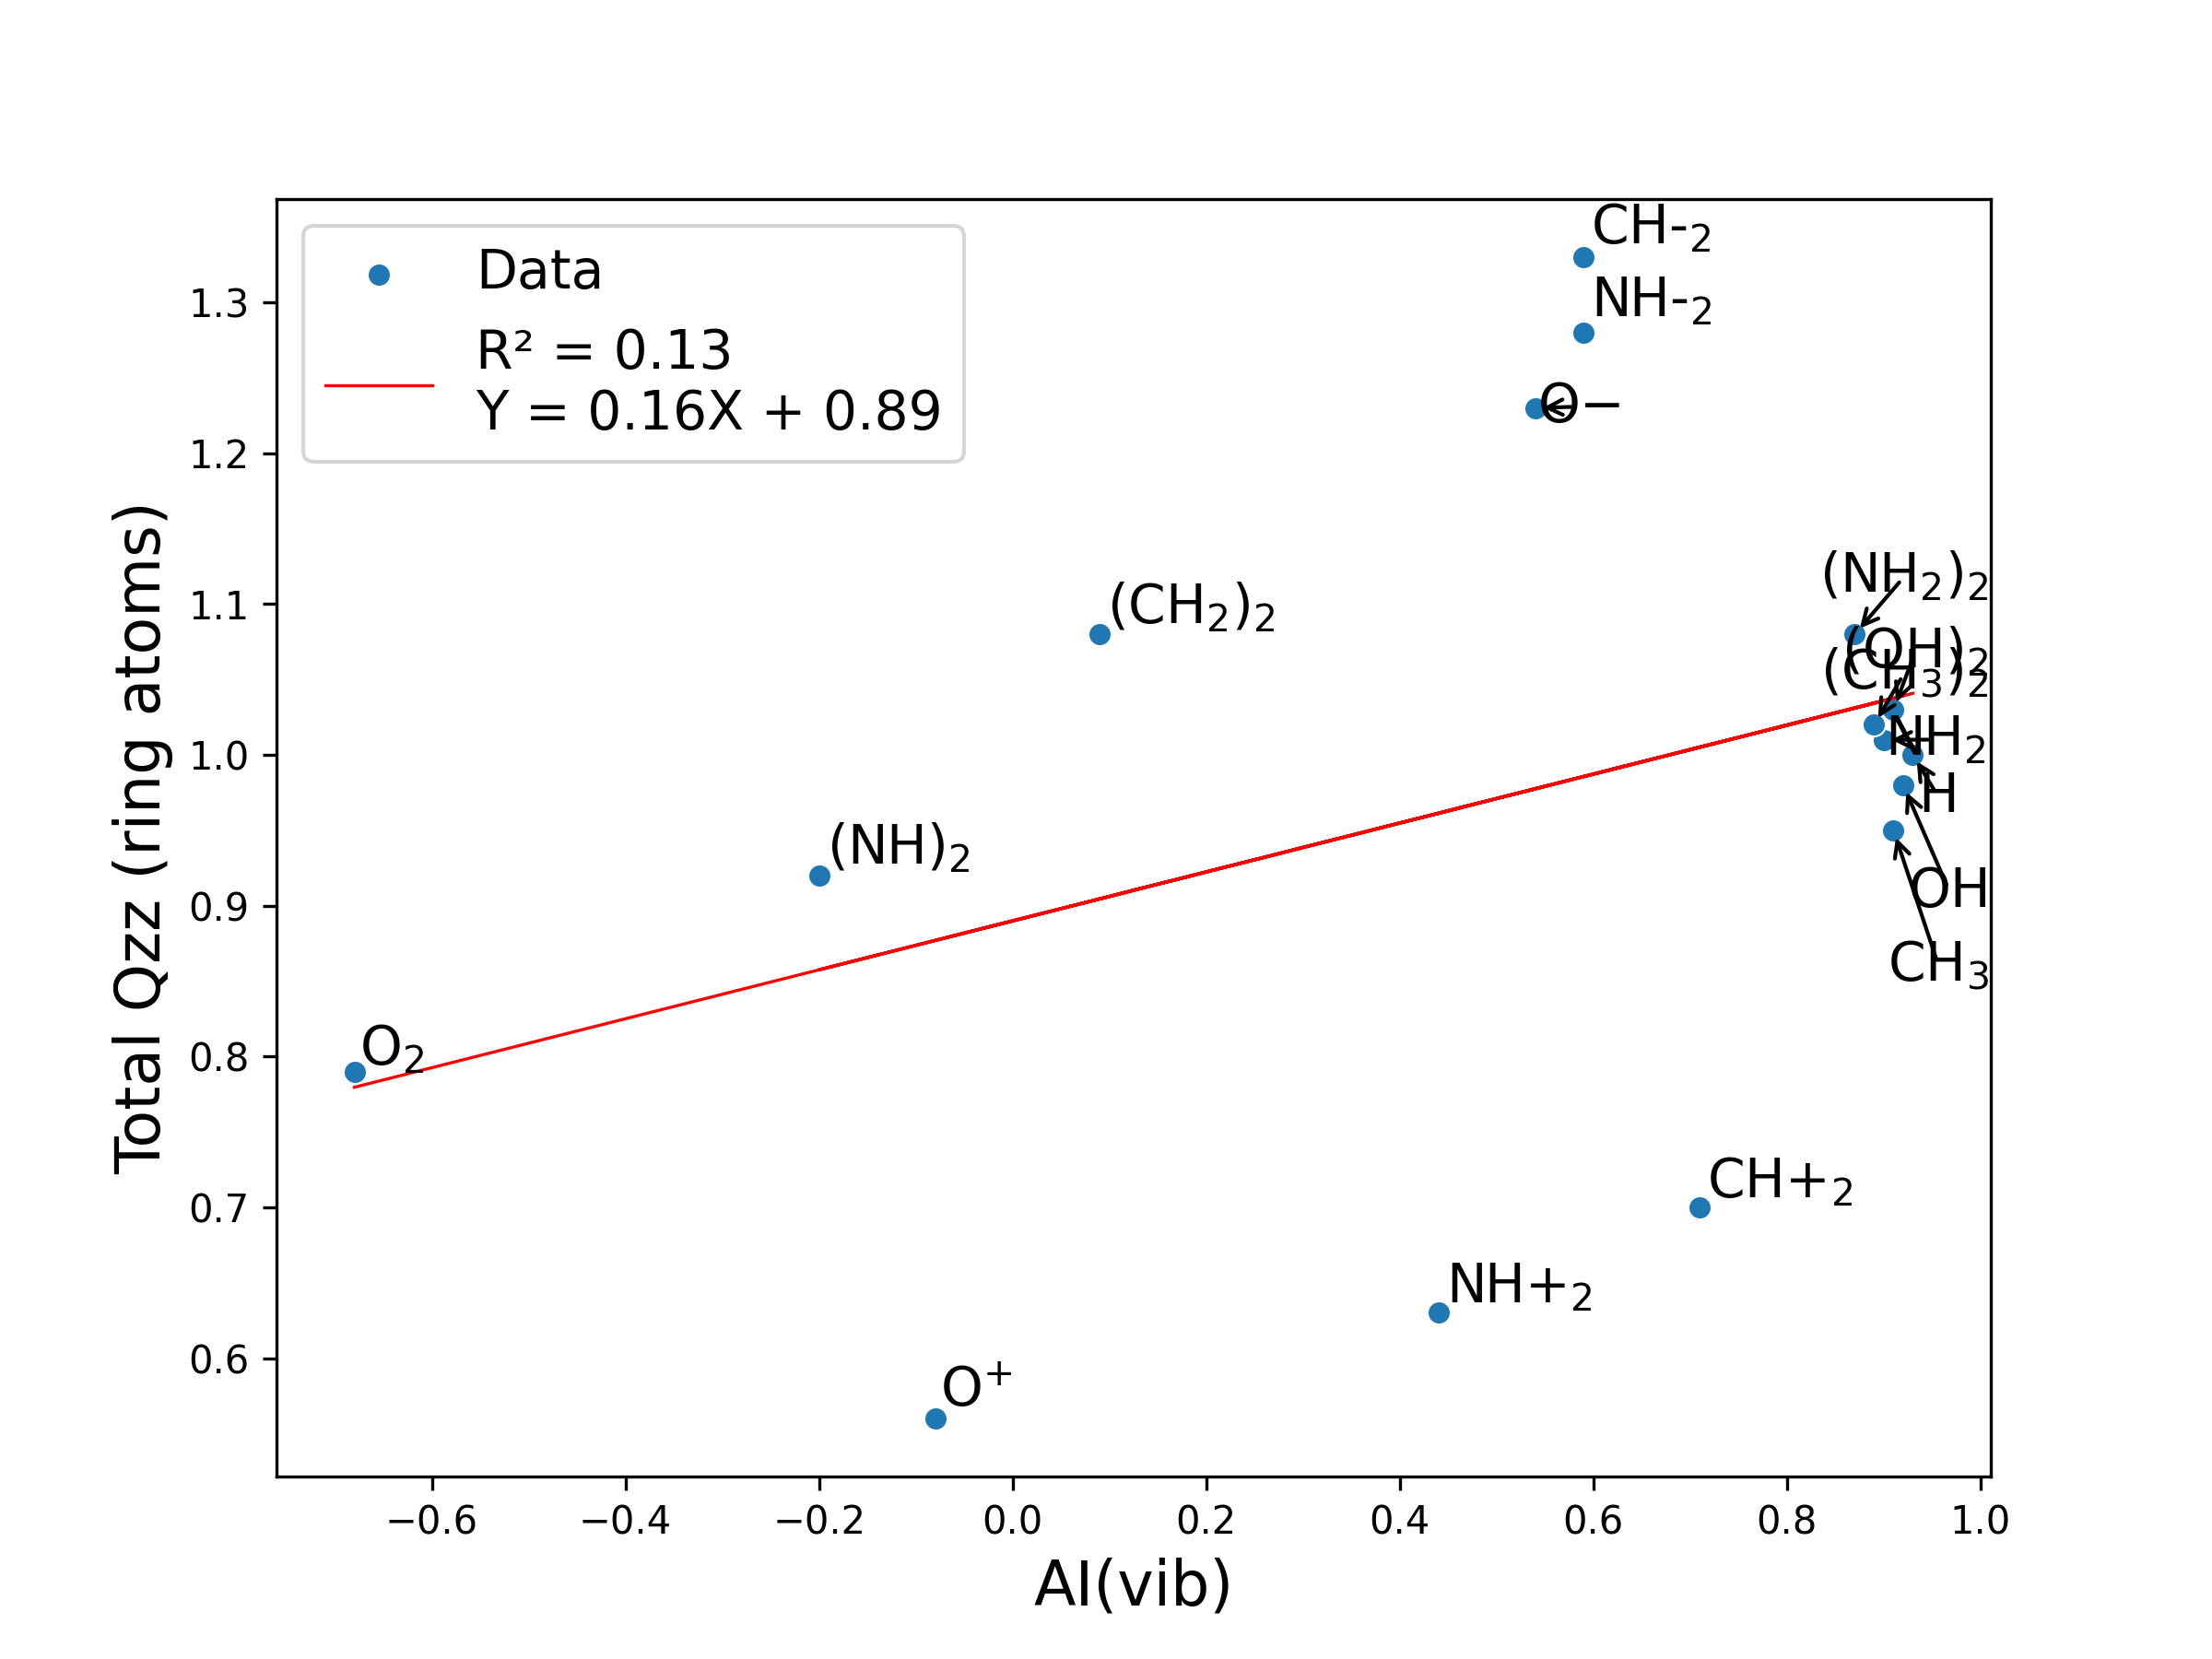 Data
R² = 0.13
Y = 0.16X + 0.89
CH-₂
NH-₂
O−
(CH₂)₂
(NH₂)₂
(OH)₂
(CH₃)₂
NH₂
H
OH
CH₃
(NH)₂
O₂
CH+₂
NH+₂
O⁺
1.3
1.2
1.1
1.0
0.9
0.8
0.7
0.6
Total Qzz (ring atoms)
−0.6 −0.4 −0.2 0.0 0.2 0.4 0.6 0.8 1.0
AI(vib)